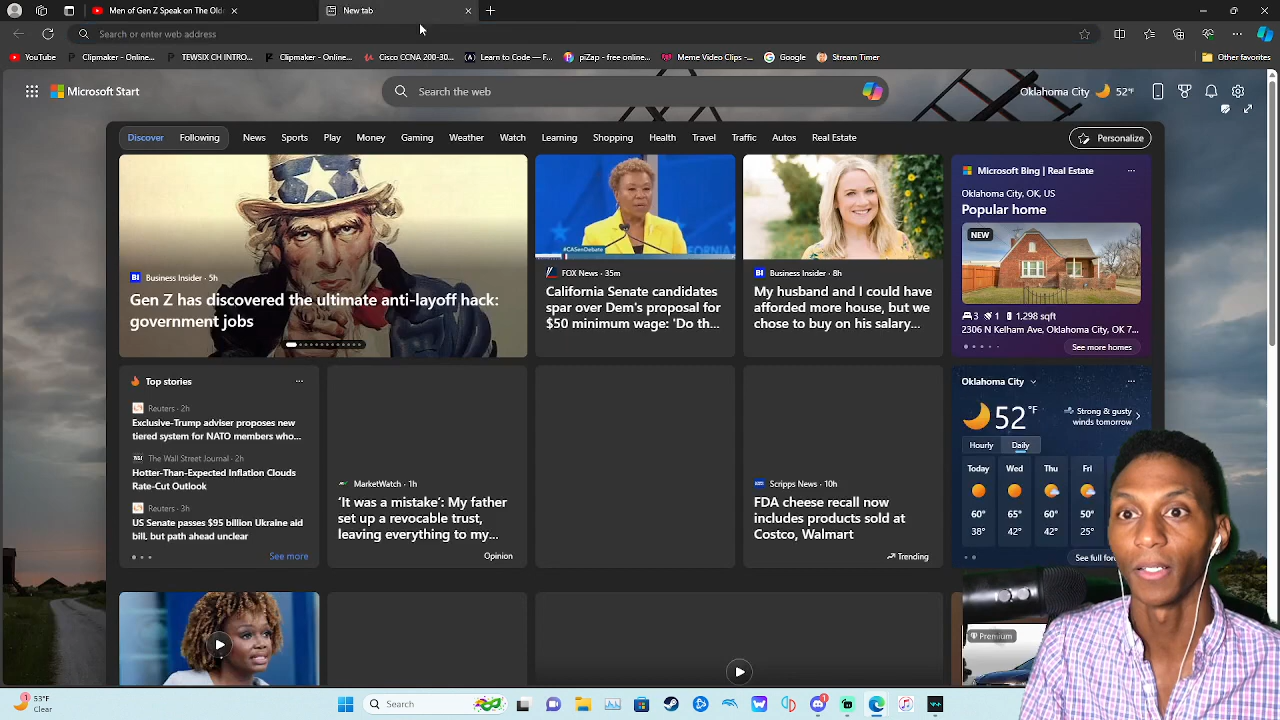 Men of Gen Z Speak on The Old
New tab
Search or enter web address
YouTube
Clipmaker - Online...
TEWSIX CH INTRO...
Clipmaker - Online...
Cisco CCNA 200-30...
Learn Code - F...
piZap - free online...
Meme Video Clips -...
Google
Stream Timer
Other favorites
Microsoft Start
Search the web
Oklahoma City 52°F
Discover
Following
News
Sports
Play
Money
Gaming
Weather
Watch
Learning
Shopping
Health
Travel
Traffic
Autos
Real Estate
Personalize
BI Business Insider · 5h
Gen Z has discovered the ultimate anti-layoff hack:
government jobs
#CASenDebate
FOX News · 35m
California Senate candidates
spar over Dem's proposal for
$50 minimum wage: 'Do th...
BI Business Insider · 8h
My husband and I could have
afforded more house, but we
chose to buy on his salary...
Microsoft Bing | Real Estate
Oklahoma City, OK, US
Popular home
NEW
3 1 1,298 sqft
2306 N Kelham Ave, Oklahoma City, OK 7...
See more homes
Top stories
Reuters · 2h
Exclusive-Trump adviser proposes new
tiered system for NATO members who...
The Wall Street Journal · 2h
Hotter-Than-Expected Inflation Clouds
Rate-Cut Outlook
Reuters · 3h
US Senate passes $95 billion Ukraine aid
bill, but path ahead unclear
See more
MarketWatch · 1h
'It was a mistake': My father
set up a revocable trust,
leaving everything to my...
Opinion
Scripps News · 10h
FDA cheese recall now
includes products sold at
Costco, Walmart
Trending
Oklahoma City
52 °F
Strong & gusty
winds tomorrow
Hourly
Daily
Today Wed Thu Fri
60° 65° 60° 50°
38° 42° 42° 25°
See full for
Premium
53°F
Clear
Search